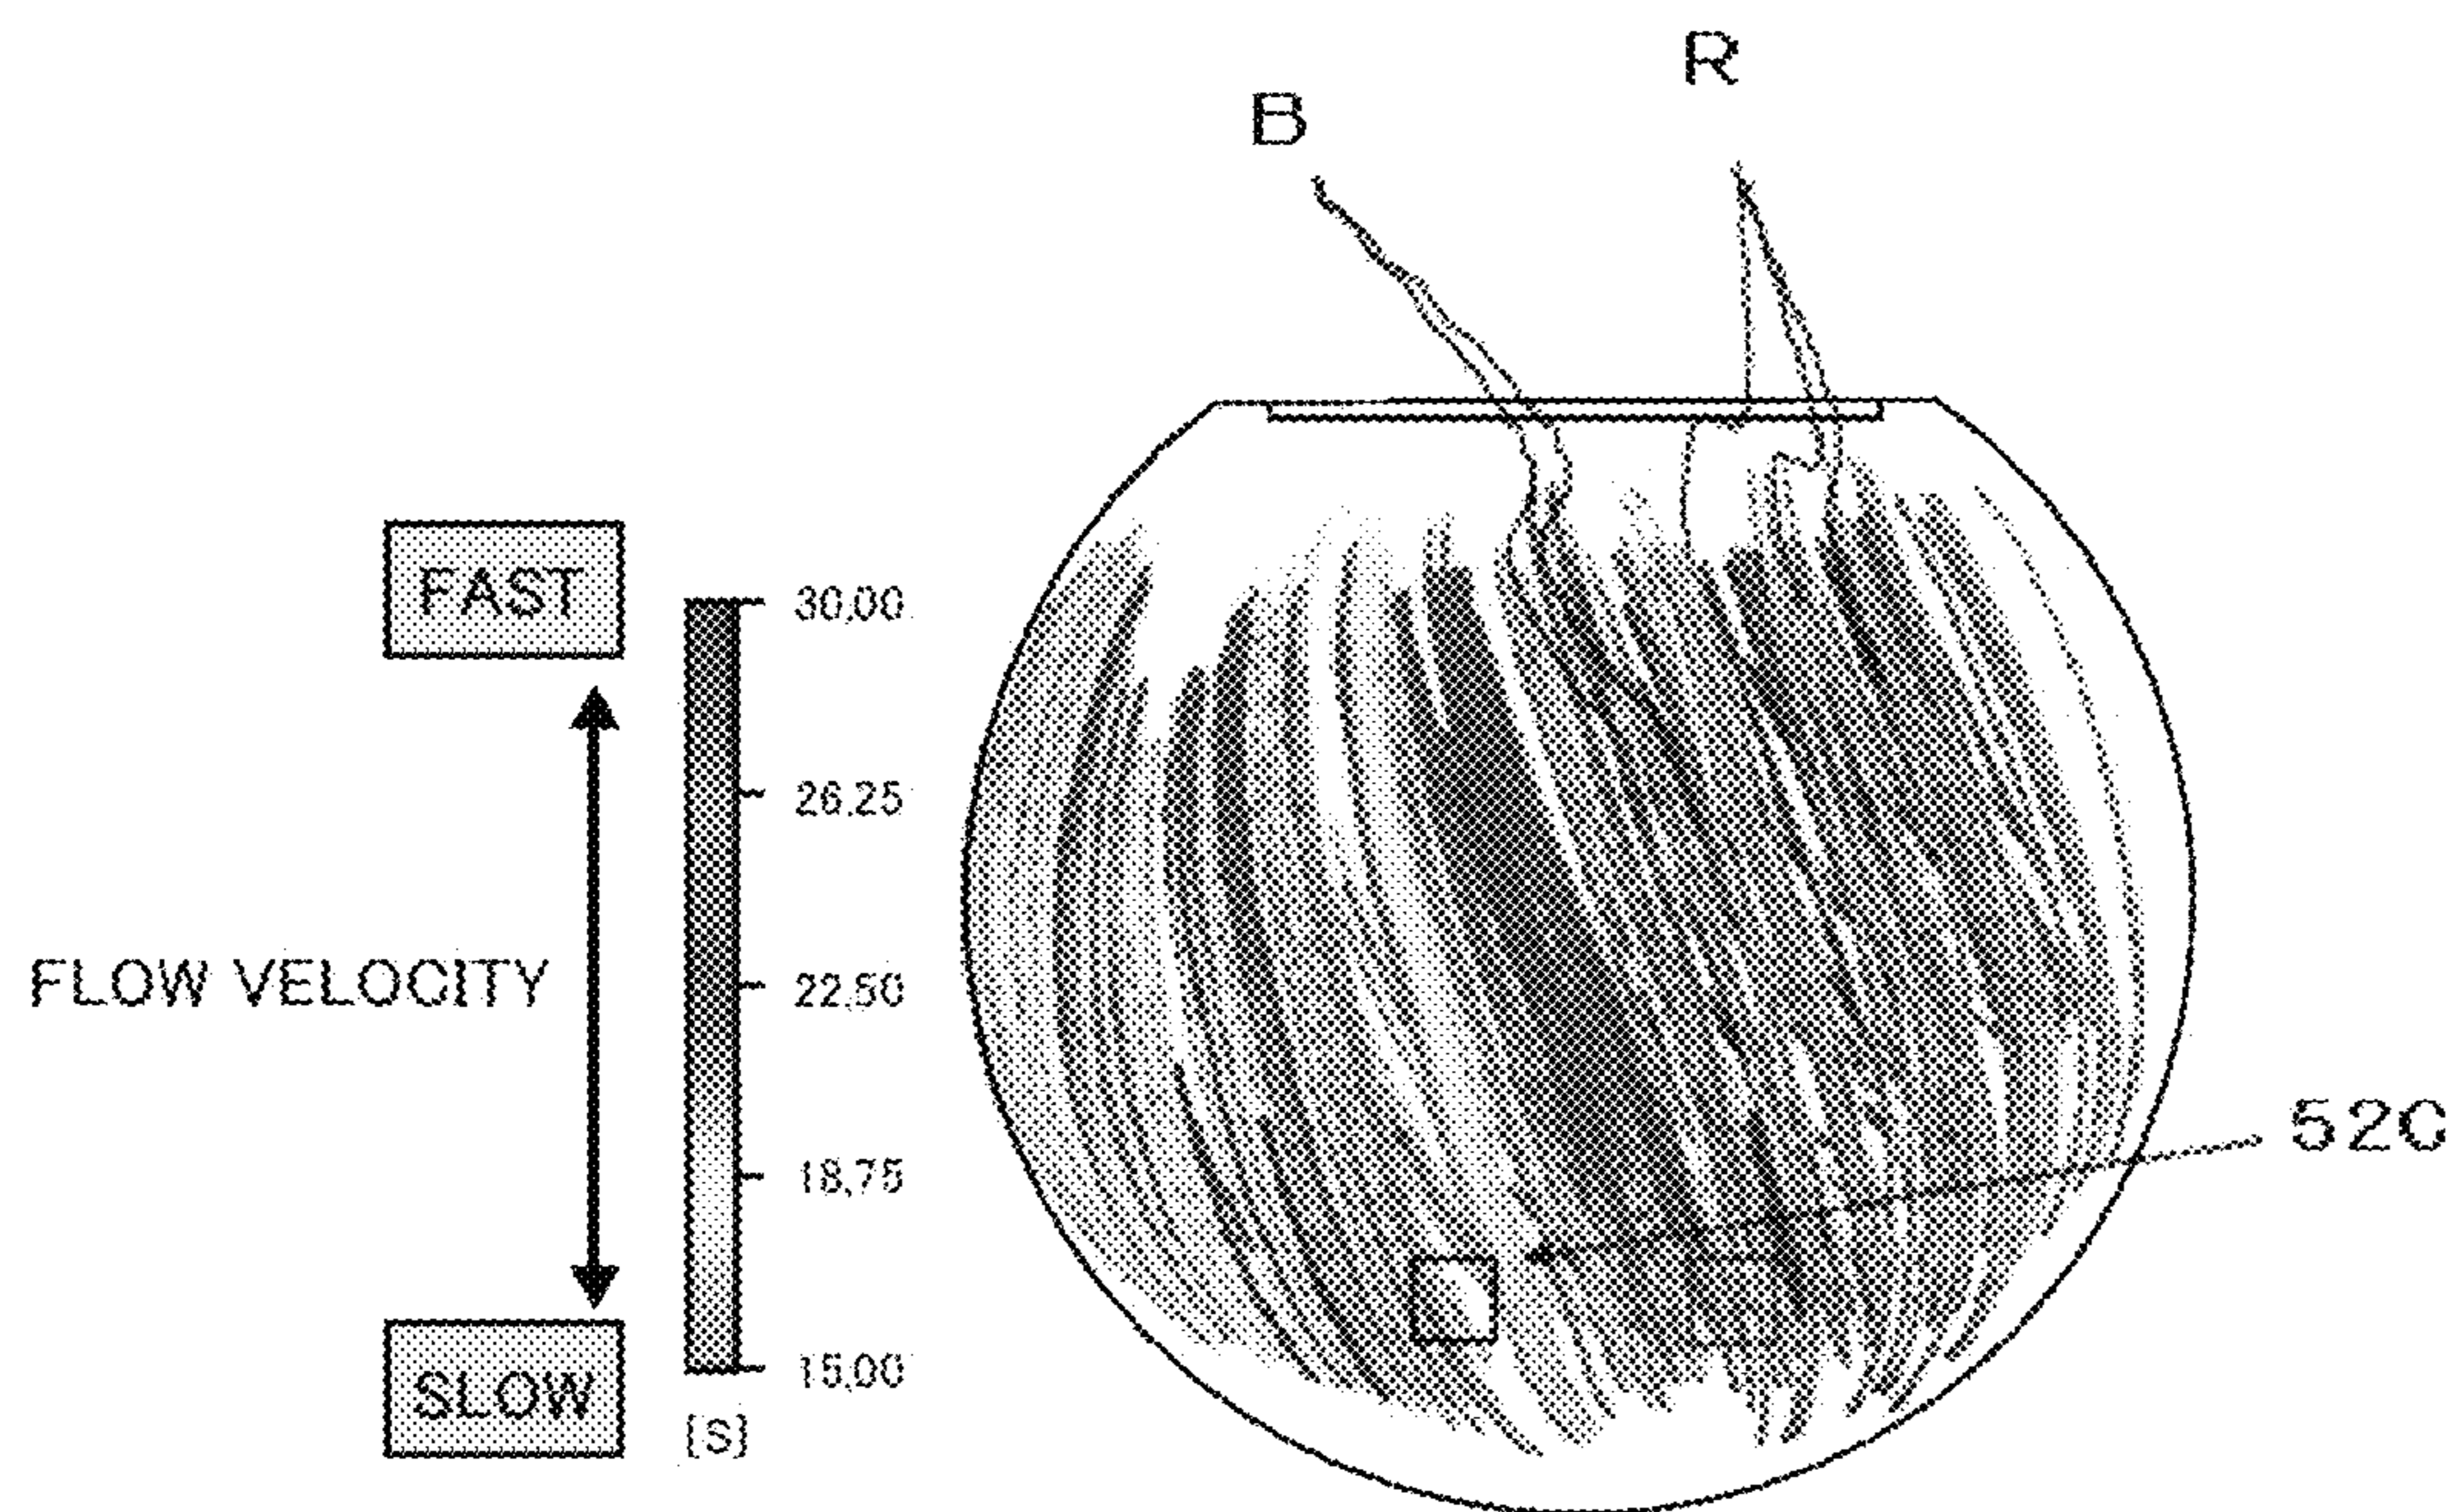 R
B
FAST
30.00
26.25
FLOW VELOCITY
22.50
18.75
52C
15.00
SLOW
[S]